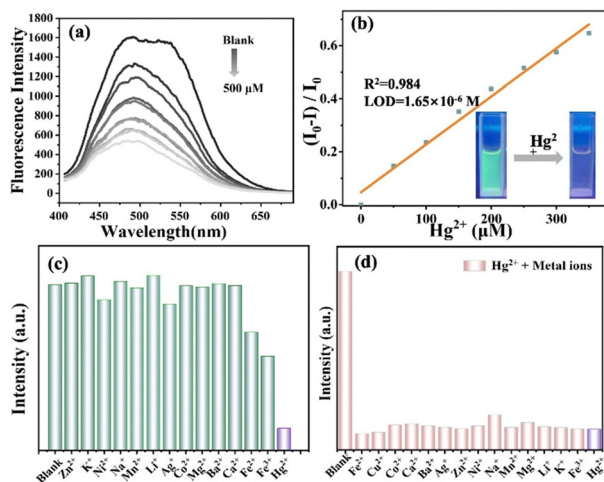 (a)
Blank
500 μM
Fluorescence Intensity
1800
1600
1400
1200
1000
800
600
400
200
0
400 450 500 550 600 650
Wavelength(nm)
(b)
R²=0.984
LOD=1.65×10⁻⁶ M
Hg²
+
(I₀-I) / I₀
0.6
0.4
0.2
0.0
0 100 200 300
Hg²⁺ (μM)
(c)
Intensity (a.u.)
Blank Zn²⁺ K⁺ Ni²⁺ Na⁺ Mn²⁺ Li⁺ Ag⁺ Co²⁺ Mg²⁺ Ba²⁺ Ca²⁺ Fe²⁺ Fe³⁺ Hg²⁺
(d)
Hg²⁺ + Metal ions
Intensity (a.u.)
Blank Fe²⁺ Cu²⁺ Co²⁺ Ca²⁺ Ba²⁺ Ag⁺ Zn²⁺ Ni²⁺ Na⁺ Mn²⁺ Mg²⁺ Li⁺ K⁺ Fe³⁺ Hg²⁺